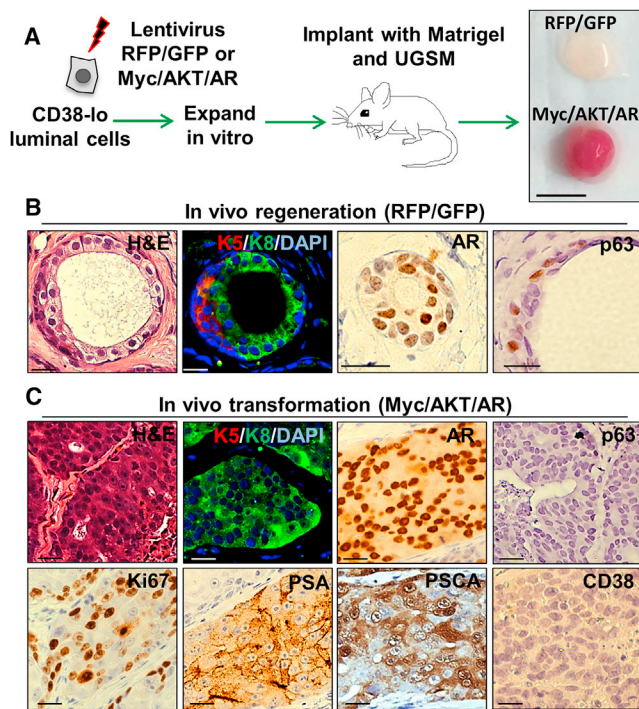 A
Lentivirus
RFP/GFP or
Myc/AKT/AR
CD38-lo
luminal cells
Expand
in vitro
Implant with Matrigel
and UGSM
RFP/GFP
Myc/AKT/AR
B
In vivo regeneration (RFP/GFP)
H&E
K5/K8/DAPI
AR
p63
C
In vivo transformation (Myc/AKT/AR)
H&E
K5/K8/DAPI
AR
p63
Ki67
PSA
PSCA
CD38